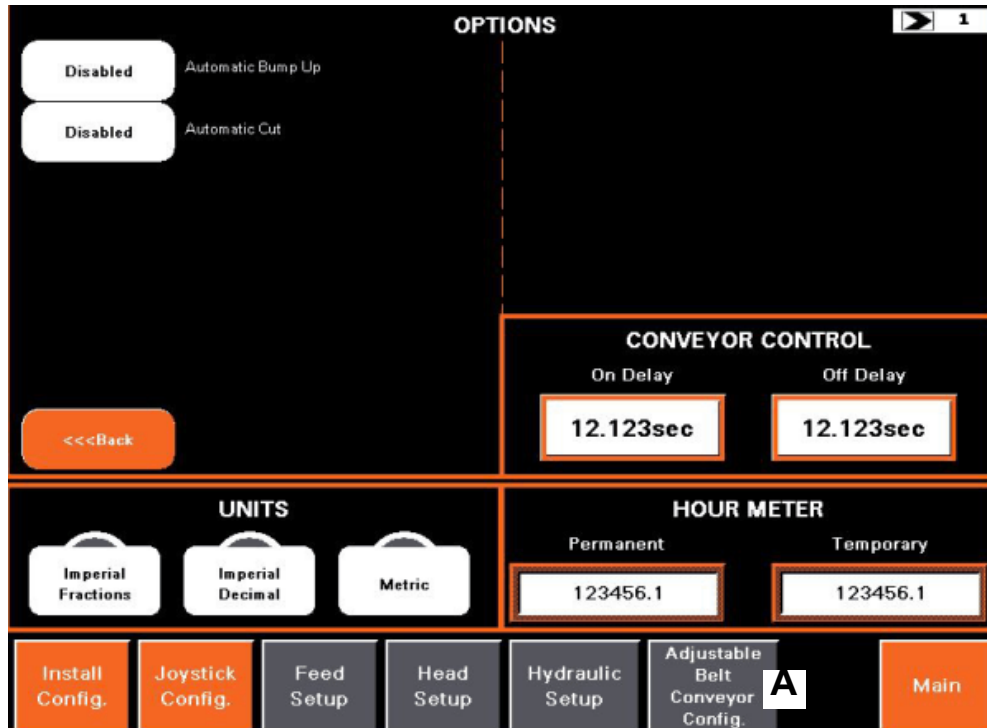 OPTIONS
1
Disabled
Automatic Bump Up
Disabled
Automatic Cut
<<<Back
CONVEYOR CONTROL
On Delay
Off Delay
12.123sec
12.123sec
UNITS
Imperial
Fractions
Imperial
Decimal
Metric
HOUR METER
Permanent
Temporary
123456.1
123456.1
Install
Config.
Joystick
Config.
Feed
Setup
Head
Setup
Hydraulic
Setup
Adjustable
Belt
Conveyor
Config.
A
Main